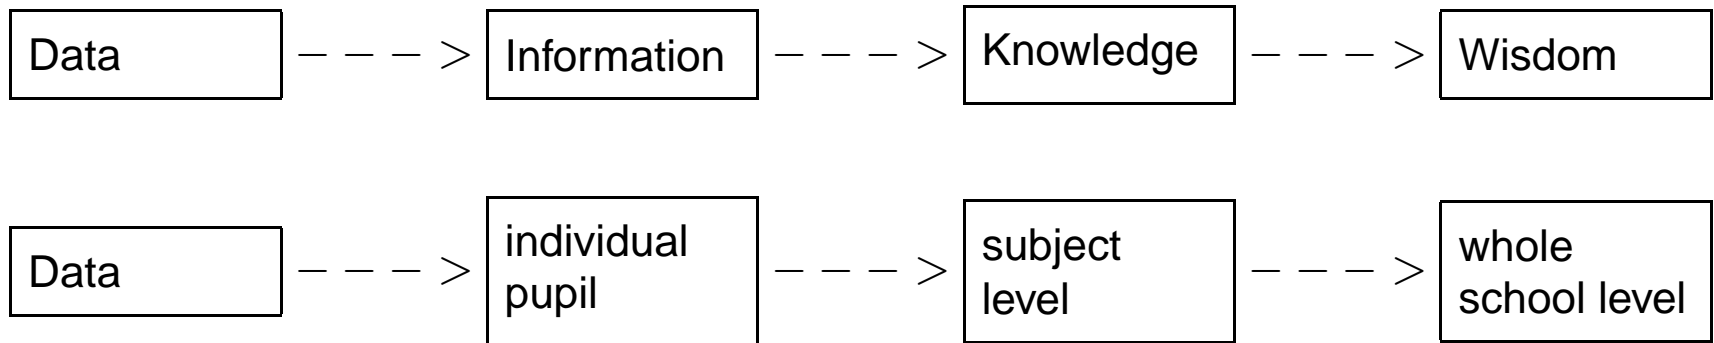 Data − − − > Information − − − > Knowledge − − − > Wisdom
Data − − − > individual pupil − − − > subject level − − − > whole school level